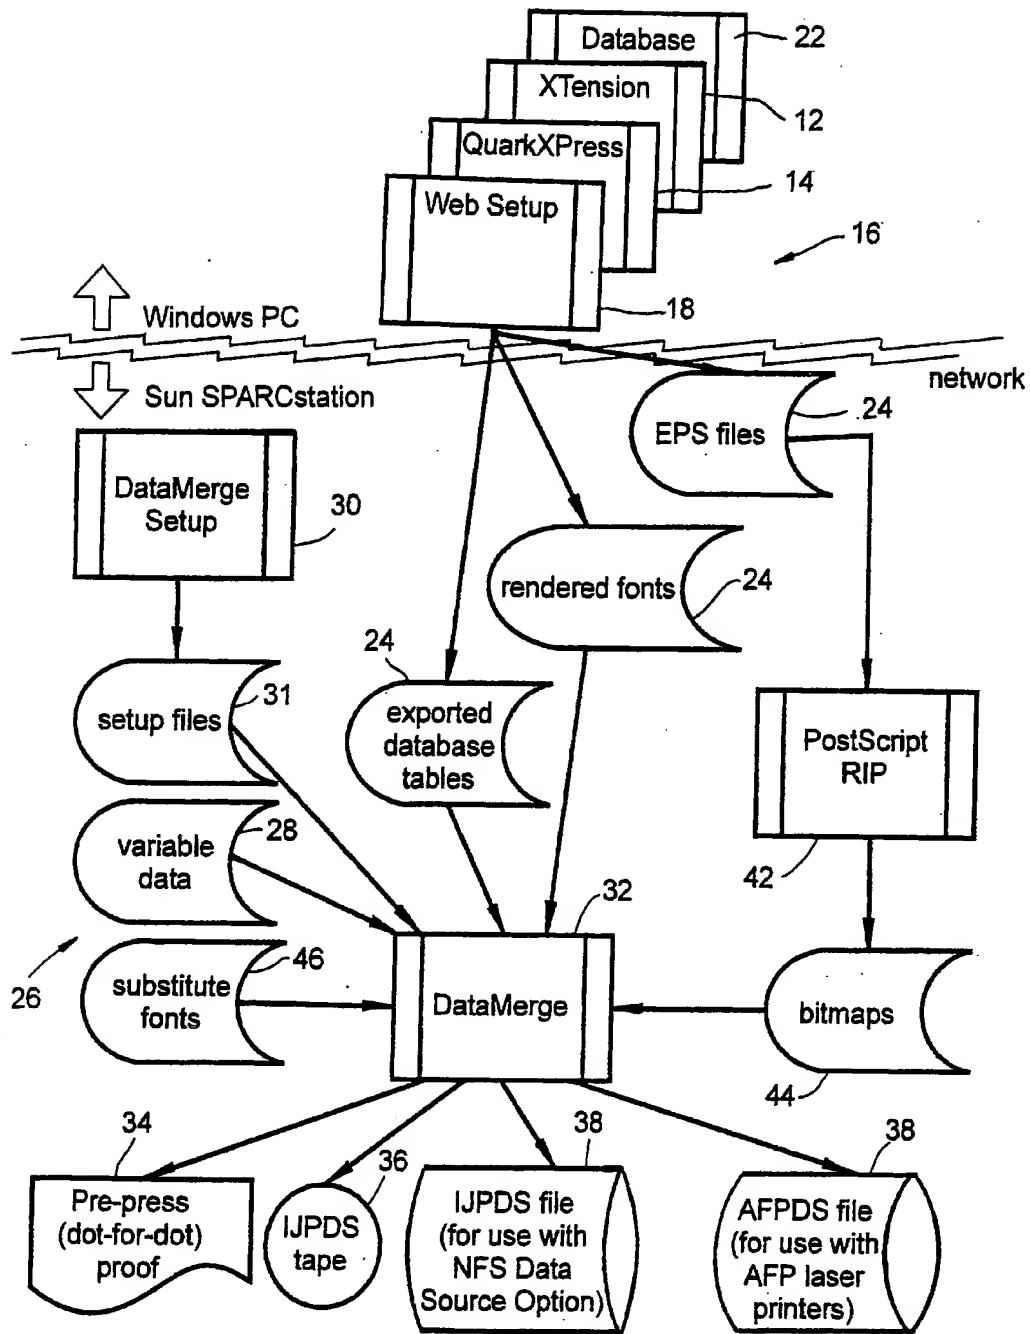 Database
22
XTension
12
QuarkXPress
14
Web Setup
16
18
Windows PC
network
Sun SPARCstation
EPS files
24
DataMerge
Setup
30
rendered fonts
24
24
setup files
31
exported
database
tables
PostScript
RIP
variable
data
28
42
32
26
substitute
fonts
46
DataMerge
bitmaps
44
34
36
38
38
Pre-press
(dot-for-dot)
proof
IJPDS
tape
IJPDS file
(for use with
NFS Data
Source Option)
AFPDS file
(for use with
AFP laser
printers)